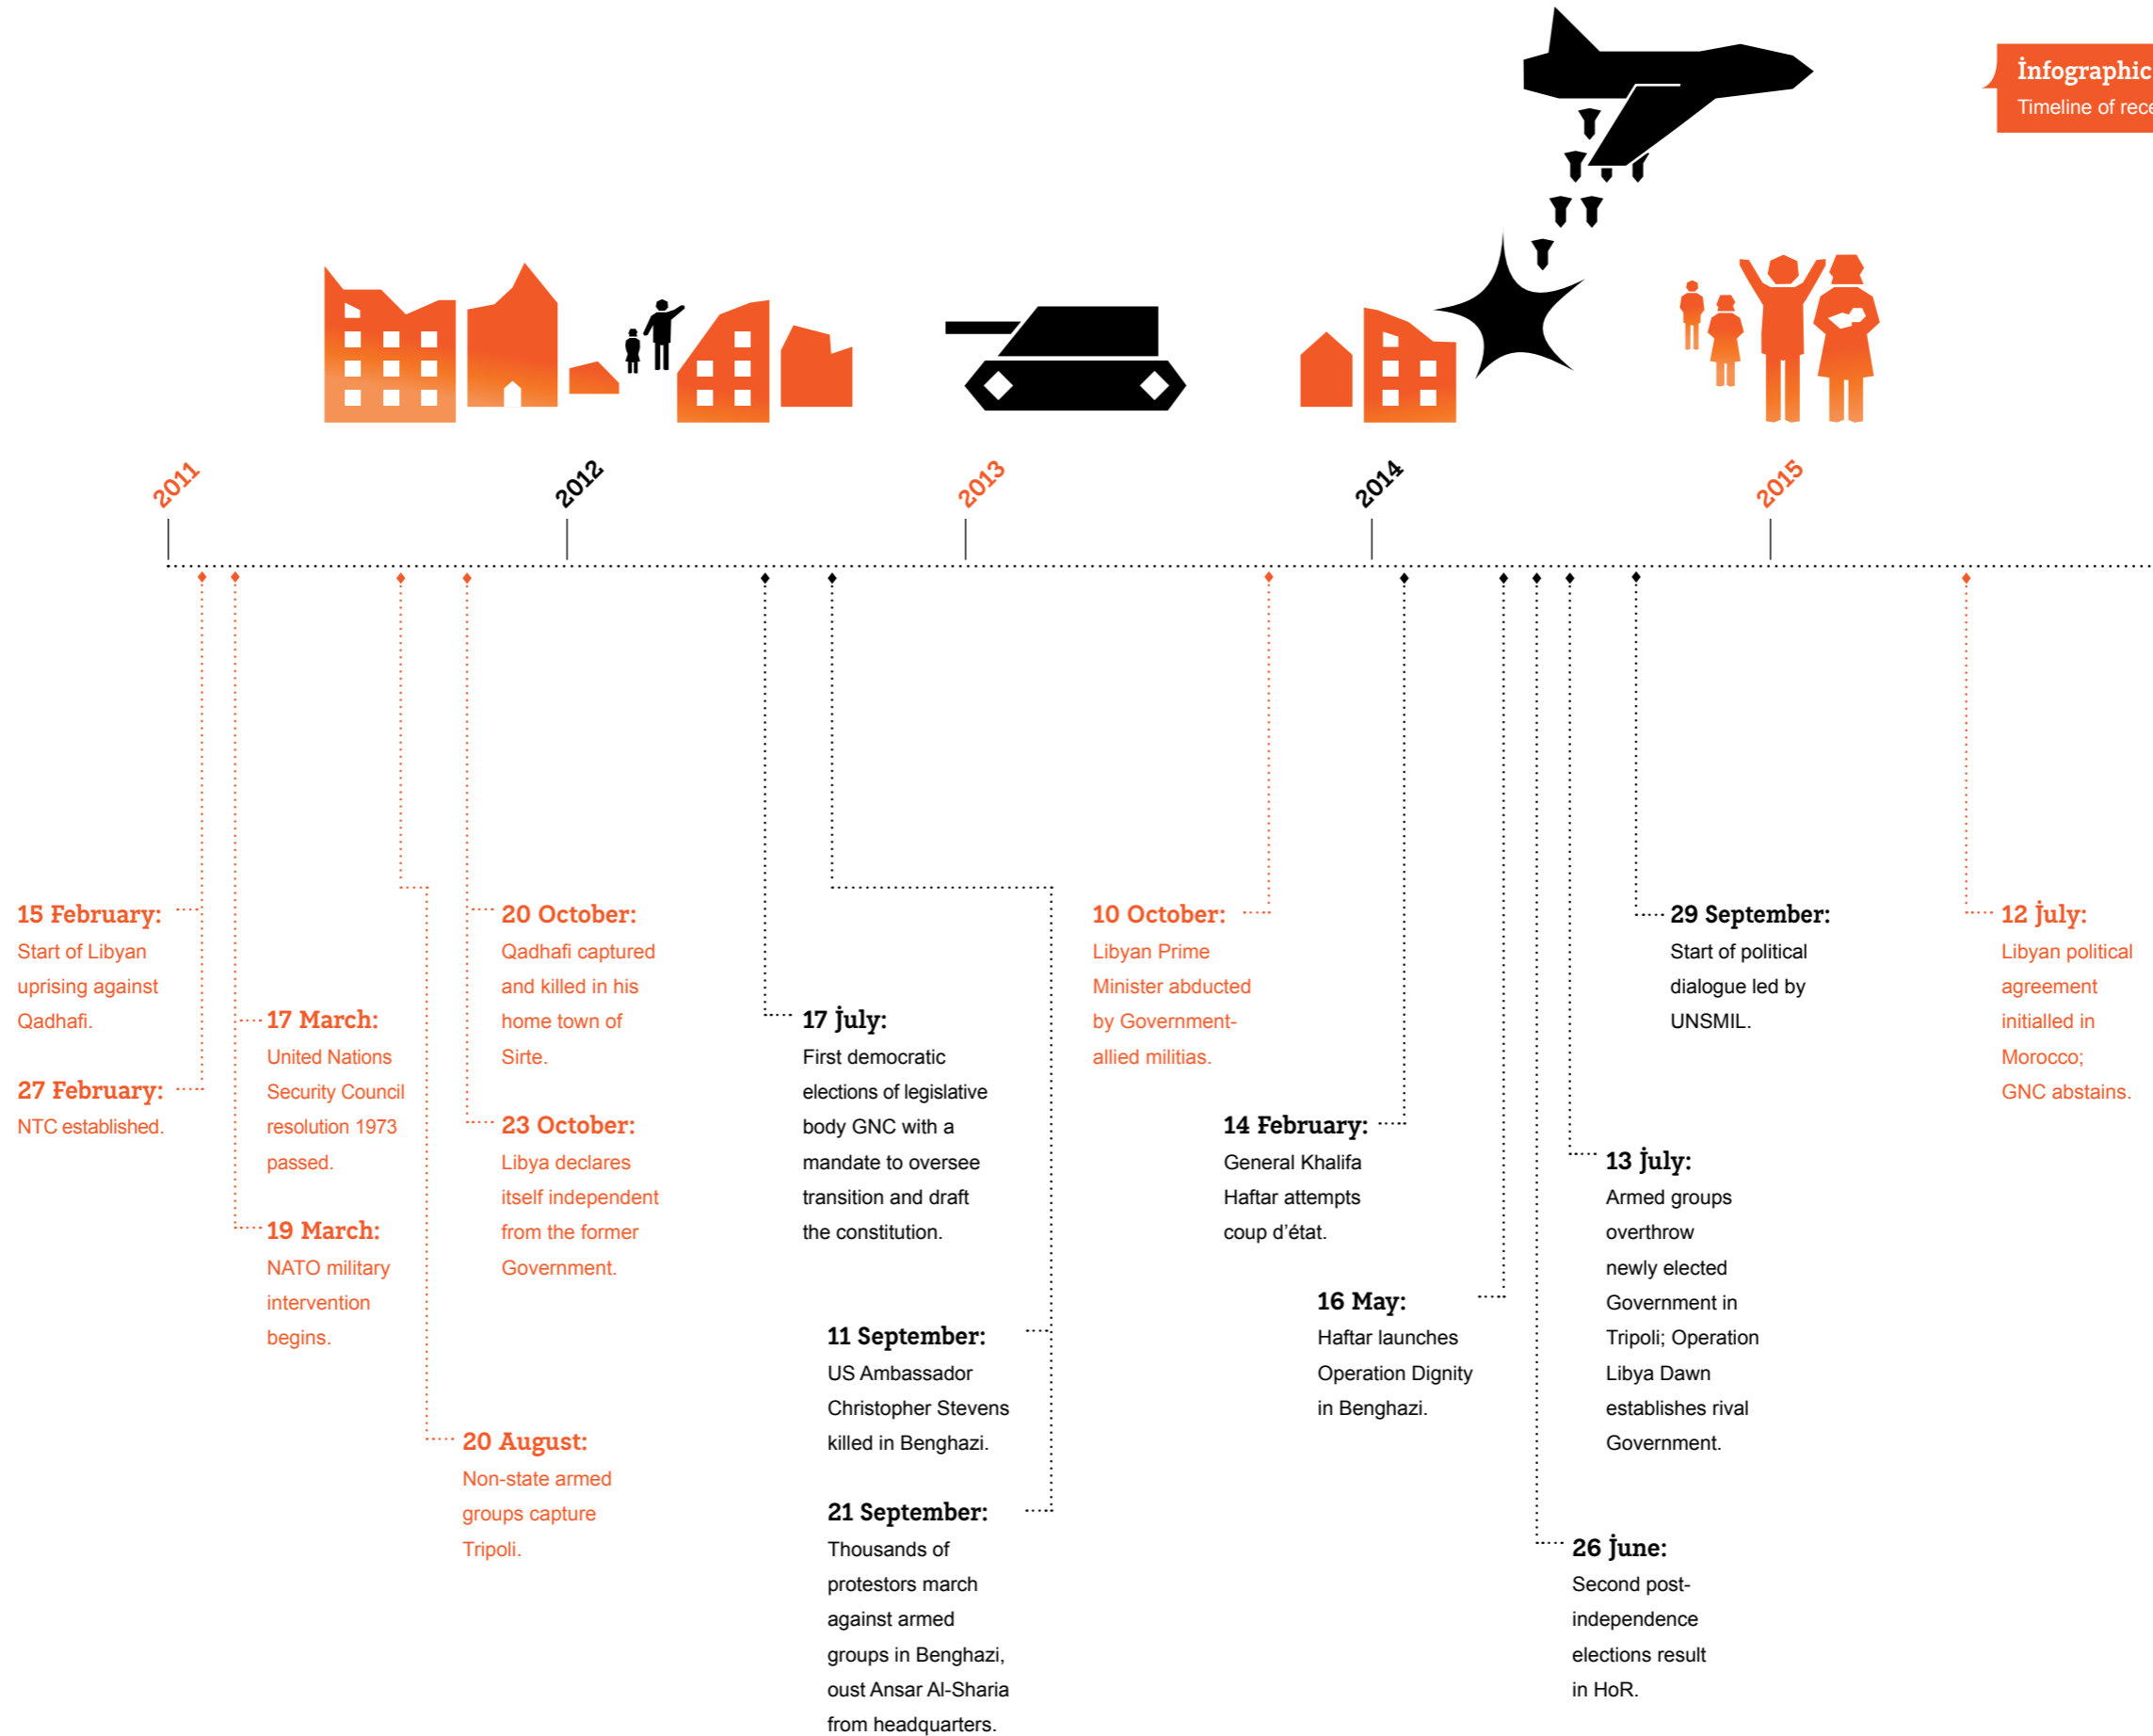 Infographic
Timeline of rece
2011
2012
2013
2014
2015
15 February:
Start of Libyan
uprising against
Qadhafi.
27 February:
NTC established.
17 March:
United Nations
Security Council
resolution 1973
passed.
19 March:
NATO military
intervention
begins.
20 August:
Non-state armed
groups capture
Tripoli.
20 October:
Qadhafi captured
and killed in his
home town of
Sirte.
23 October:
Libya declares
itself independent
from the former
Government.
17 July:
First democratic
elections of legislative
body GNC with a
mandate to oversee
transition and draft
the constitution.
11 September:
US Ambassador
Christopher Stevens
killed in Benghazi.
21 September:
Thousands of
protestors march
against armed
groups in Benghazi,
oust Ansar Al-Sharia
from headquarters.
10 October:
Libyan Prime
Minister abducted
by Government-
allied militias.
14 February:
General Khalifa
Haftar attempts
coup d’état.
16 May:
Haftar launches
Operation Dignity
in Benghazi.
26 June:
Second post-
independence
elections result
in HoR.
13 July:
Armed groups
overthrow
newly elected
Government in
Tripoli; Operation
Libya Dawn
establishes rival
Government.
29 September:
Start of political
dialogue led by
UNSMIL.
12 July:
Libyan political
agreement
initialled in
Morocco;
GNC abstains.